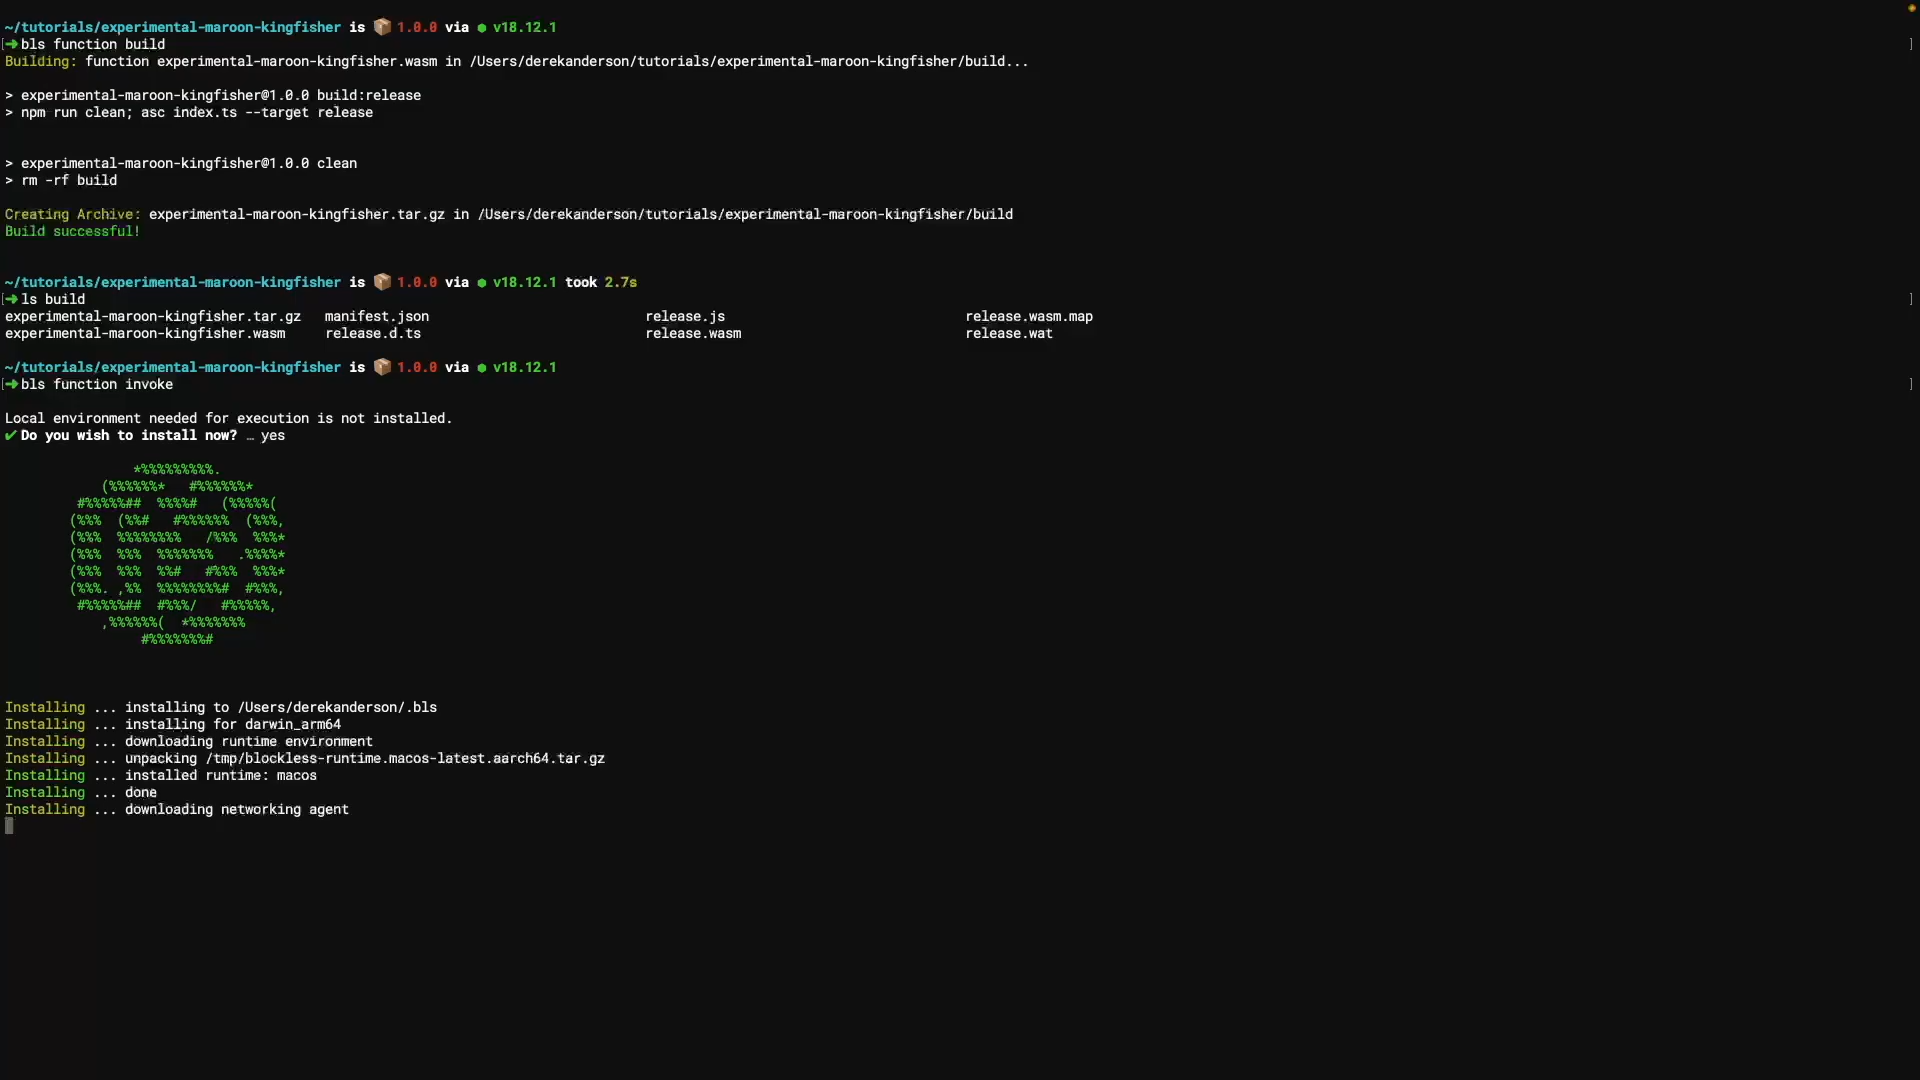 ~/tutorials/experimental-maroon-kingfisher is 📦 1.0.0 via ⬢ v18.12.1
[➜ bls function build ]
Building: function experimental-maroon-kingfisher.wasm in /Users/derekanderson/tutorials/experimental-maroon-kingfisher/build...
> experimental-maroon-kingfisher@1.0.0 build:release
> npm run clean; asc index.ts --target release
> experimental-maroon-kingfisher@1.0.0 clean
> rm -rf build
Creating Archive: experimental-maroon-kingfisher.tar.gz in /Users/derekanderson/tutorials/experimental-maroon-kingfisher/build
Build successful!
~/tutorials/experimental-maroon-kingfisher is 📦 1.0.0 via ⬢ v18.12.1 took 2.7s
[➜ ls build ]
experimental-maroon-kingfisher.tar.gz manifest.json release.js release.wasm.map
experimental-maroon-kingfisher.wasm release.d.ts release.wasm release.wat
~/tutorials/experimental-maroon-kingfisher is 📦 1.0.0 via ⬢ v18.12.1
[➜ bls function invoke ]
Local environment needed for execution is not installed.
✔ Do you wish to install now? … yes
*%%%%%%%%%.
(%%%%%%* #%%%%%%*
#%%%%%## %%%%# (%%%%%(
(%%% (%%# #%%%%%% (%%%,
(%%% %%%%%%%% /%%% %%%*
(%%% %%% %%%%%%% .%%%%*
(%%% %%% %%# #%%% %%%*
(%%%. ,%% %%%%%%%%# #%%%,
#%%%%%## #%%%/ #%%%%%,
,%%%%%%( *%%%%%%%
#%%%%%%%#
Installing ... installing to /Users/derekanderson/.bls
Installing ... installing for darwin_arm64
Installing ... downloading runtime environment
Installing ... unpacking /tmp/blockless-runtime.macos-latest.aarch64.tar.gz
Installing ... installed runtime: macos
Installing ... done
Installing ... downloading networking agent